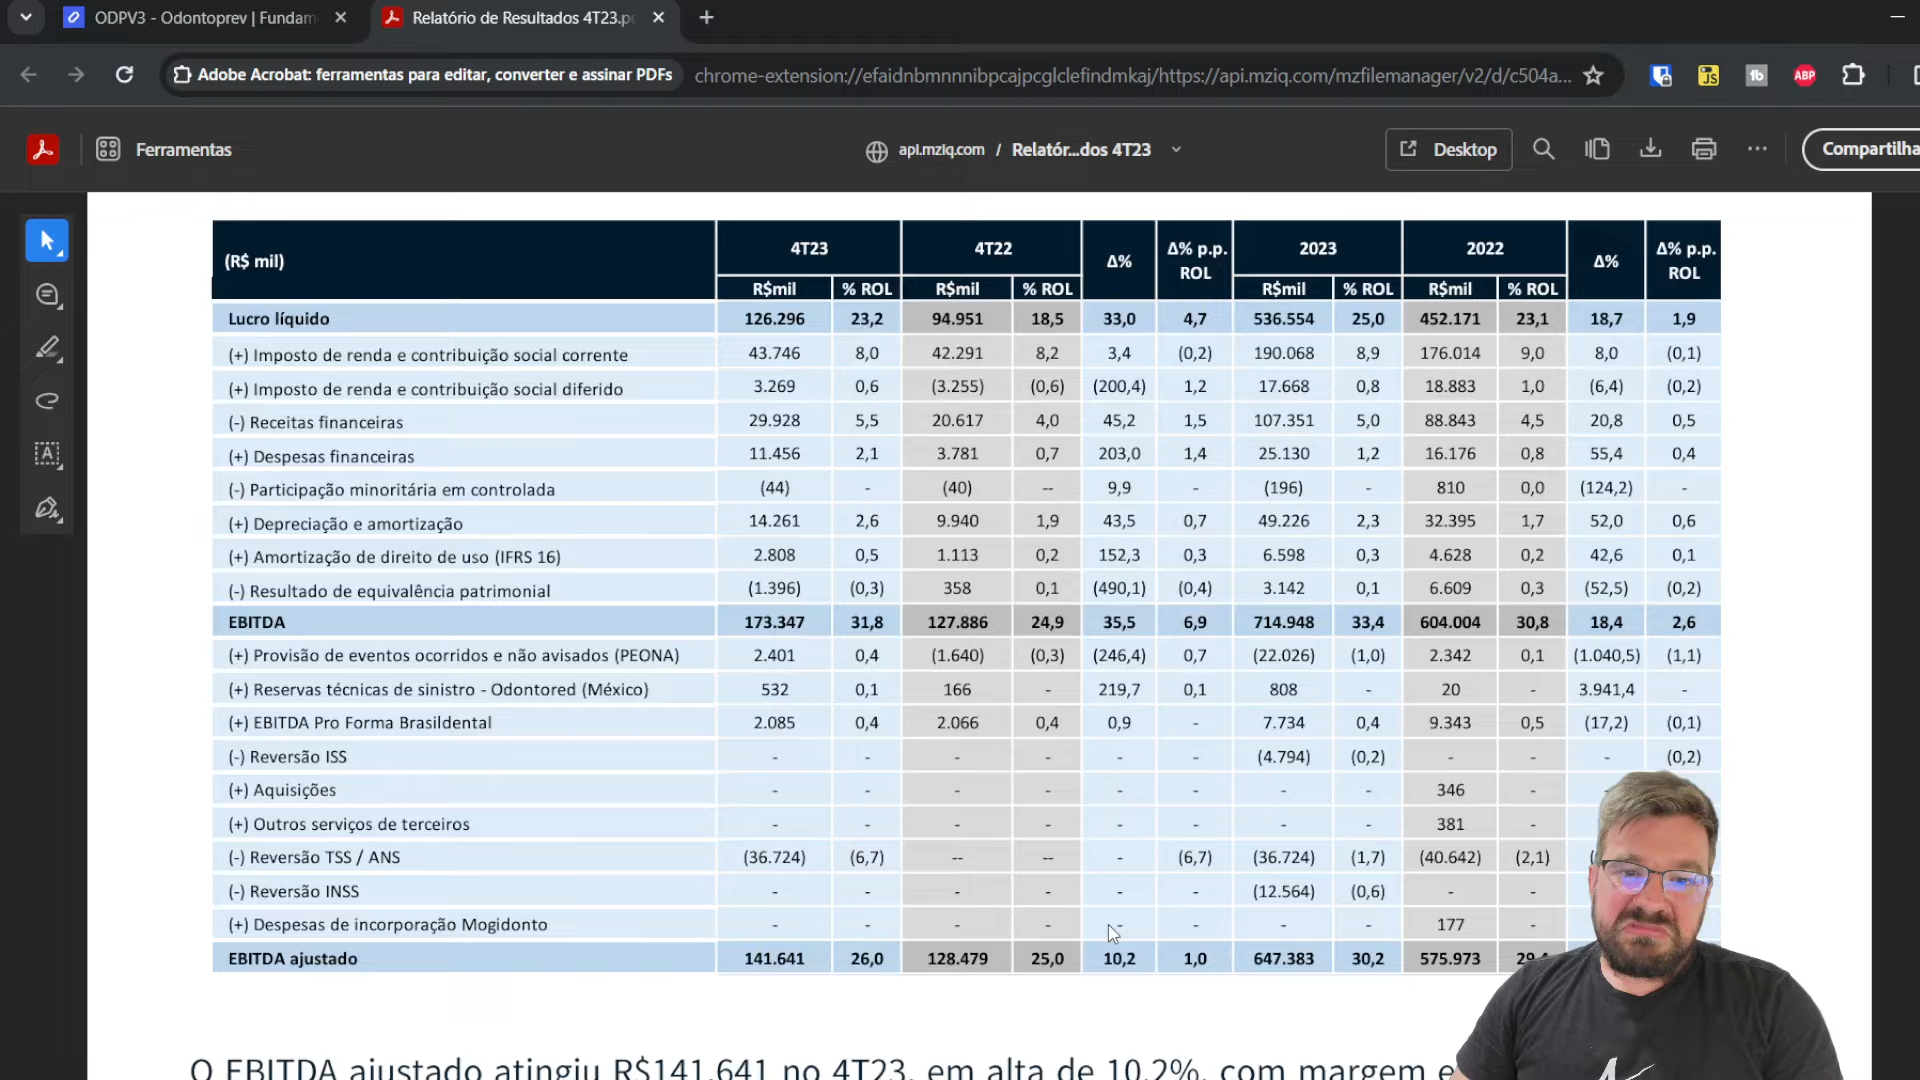 ODPV3 - Odontoprev | Fundam
Relatório de Resultados 4T23.p
Adobe Acrobat: ferramentas para editar, converter e assinar PDFs
chrome-extension://efaidnbmnnnibpcajpcglclefindmkaj/https://api.mziq.com/mzfilemanager/v2/d/c504a...
JS
tb
ABP
Ferramentas
api.mziq.com / Relatór...dos 4T23
Desktop
Compartilha
(R$ mil) 4T23 4T22 Δ% Δ% p.p. ROL 2023 2022 Δ% Δ% p.p. ROL
R$mil % ROL R$mil % ROL R$mil % ROL R$mil % ROL
Lucro líquido 126.296 23,2 94.951 18,5 33,0 4,7 536.554 25,0 452.171 23,1 18,7 1,9
(+) Imposto de renda e contribuição social corrente 43.746 8,0 42.291 8,2 3,4 (0,2) 190.068 8,9 176.014 9,0 8,0 (0,1)
(+) Imposto de renda e contribuição social diferido 3.269 0,6 (3.255) (0,6) (200,4) 1,2 17.668 0,8 18.883 1,0 (6,4) (0,2)
(-) Receitas financeiras 29.928 5,5 20.617 4,0 45,2 1,5 107.351 5,0 88.843 4,5 20,8 0,5
(+) Despesas financeiras 11.456 2,1 3.781 0,7 203,0 1,4 25.130 1,2 16.176 0,8 55,4 0,4
(-) Participação minoritária em controlada (44) - (40) -- 9,9 - (196) - 810 0,0 (124,2) -
(+) Depreciação e amortização 14.261 2,6 9.940 1,9 43,5 0,7 49.226 2,3 32.395 1,7 52,0 0,6
(+) Amortização de direito de uso (IFRS 16) 2.808 0,5 1.113 0,2 152,3 0,3 6.598 0,3 4.628 0,2 42,6 0,1
(-) Resultado de equivalência patrimonial (1.396) (0,3) 358 0,1 (490,1) (0,4) 3.142 0,1 6.609 0,3 (52,5) (0,2)
EBITDA 173.347 31,8 127.886 24,9 35,5 6,9 714.948 33,4 604.004 30,8 18,4 2,6
(+) Provisão de eventos ocorridos e não avisados (PEONA) 2.401 0,4 (1.640) (0,3) (246,4) 0,7 (22.026) (1,0) 2.342 0,1 (1.040,5) (1,1)
(+) Reservas técnicas de sinistro - Odontored (México) 532 0,1 166 - 219,7 0,1 808 - 20 - 3.941,4 -
(+) EBITDA Pro Forma Brasildental 2.085 0,4 2.066 0,4 0,9 - 7.734 0,4 9.343 0,5 (17,2) (0,1)
(-) Reversão ISS - - - - - - (4.794) (0,2) - - - (0,2)
(+) Aquisições - - - - - - - - 346 - -
(+) Outros serviços de terceiros - - - - - - - - 381 -
(-) Reversão TSS / ANS (36.724) (6,7) -- -- - (6,7) (36.724) (1,7) (40.642) (2,1)
(-) Reversão INSS - - - - - - (12.564) (0,6) - -
(+) Despesas de incorporação Mogidonto - - - - - - - - 177 -
EBITDA ajustado 141.641 26,0 128.479 25,0 10,2 1,0 647.383 30,2 575.973
O EBITDA ajustado atingiu R$141.641 no 4T23, em alta de 10,2%, com margem e